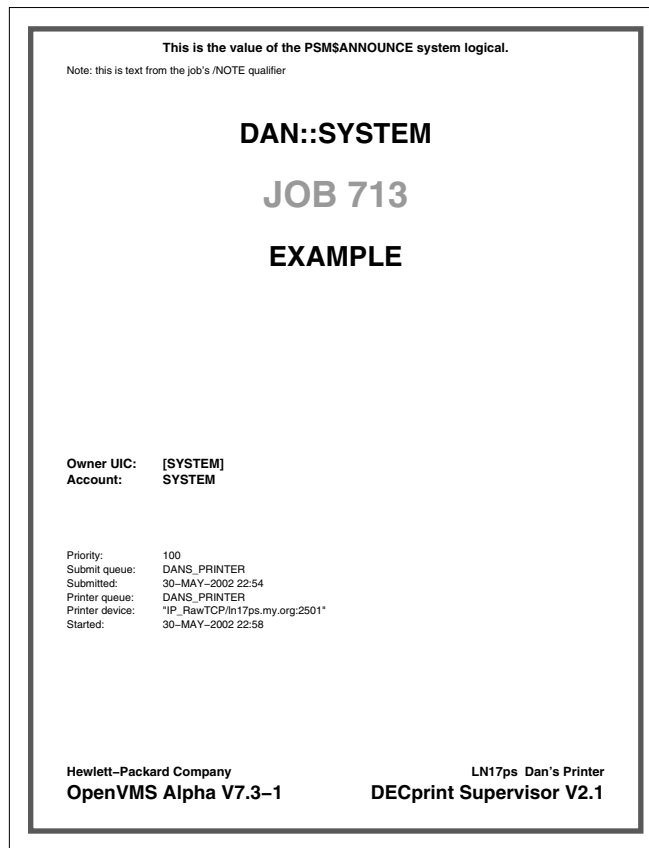 This is the value of the PSM$ANNOUNCE system logical.
Note: this is text from the job's /NOTE qualifier
DAN::SYSTEM
JOB 713
EXAMPLE
Owner UIC: [SYSTEM]
Account: SYSTEM
Priority: 100
Submit queue: DANS_PRINTER
Submitted: 30−MAY−2002 22:54
Printer queue: DANS_PRINTER
Printer device: "IP_RawTCP/ln17ps.my.org:2501"
Started: 30−MAY−2002 22:58
Hewlett−Packard Company LN17ps Dan's Printer
OpenVMS Alpha V7.3−1 DECprint Supervisor V2.1